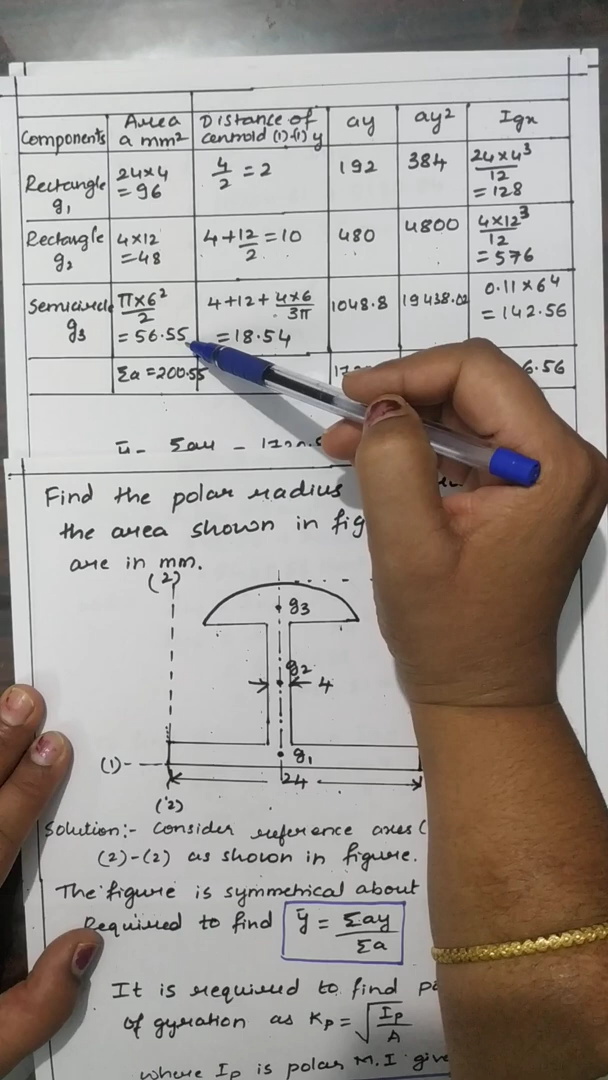 Components | Area a mm² | Distance of centroid (1)-(1) y | ay | ay² | Igx
Rectangle g₁ | 24×4 = 96 | 4/2 = 2 | 192 | 384 | 24×4³/12 = 128
Rectangle g₂ | 4×12 = 48 | 4+12/2 = 10 | 480 | 4800 | 4×12³/12 = 576
Semicircle g₃ | π×6²/2 = 56.55 | 4+12+4×6/3π = 18.54 | 1048.8 | 19438.02 | 0.11×6⁴ = 142.56
Σa = 200.55
Find the polar radius
the area shown in fig
are in mm.
(2)
g₃
g₂
4
(1)-
g₁
24
(2)
Solution:- Consider reference axes (
(2)-(2) as shown in figure.
The figure is symmetrical about
Required to find ȳ = Σay/Σa
It is required to find
of gyration as Kₚ = √(Iₚ/A)
where Iₚ is polar M.I